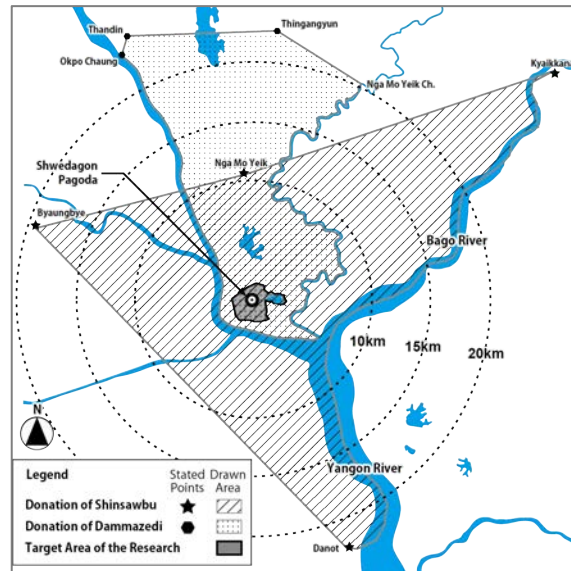 Thingangyun
Thandin
Okpo Chaung
Kyaikkana
Nga Mo Yeik Ch.
Shwedagon
Pagoda
Nga Mo Yeik
Byaungbye
Bago River
10km
15km
20km
N
Yangon River
Danot
Legend
Stated
Points
Drawn
Area
Donation of Shinsawbu
Donation of Dammazedi
Target Area of the Research